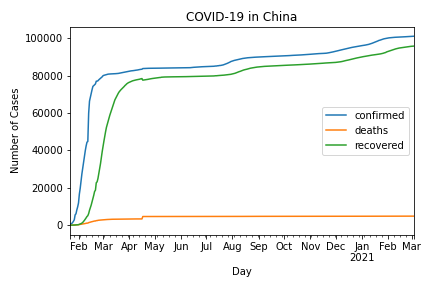 COVID-19 in China
Number of Cases
100000
80000
60000
40000
20000
0
confirmed
deaths
recovered
Feb Mar Apr May Jun Jul Aug Sep Oct Nov Dec Jan Feb Mar
2021
Day